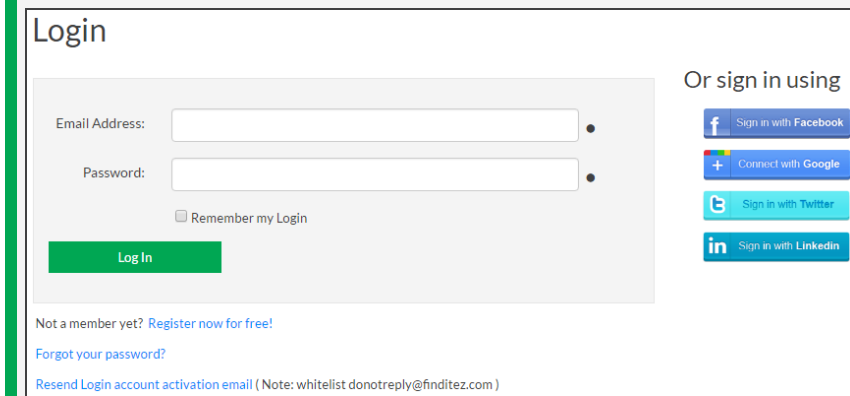 Login
Email Address:
Password:
Remember my Login
Log In
Not a member yet? Register now for free!
Forgot your password?
Resend Login account activation email ( Note: whitelist donotreply@finditez.com )
Or sign in using
f Sign in with Facebook
+ Connect with Google
t Sign in with Twitter
in Sign in with Linkedin